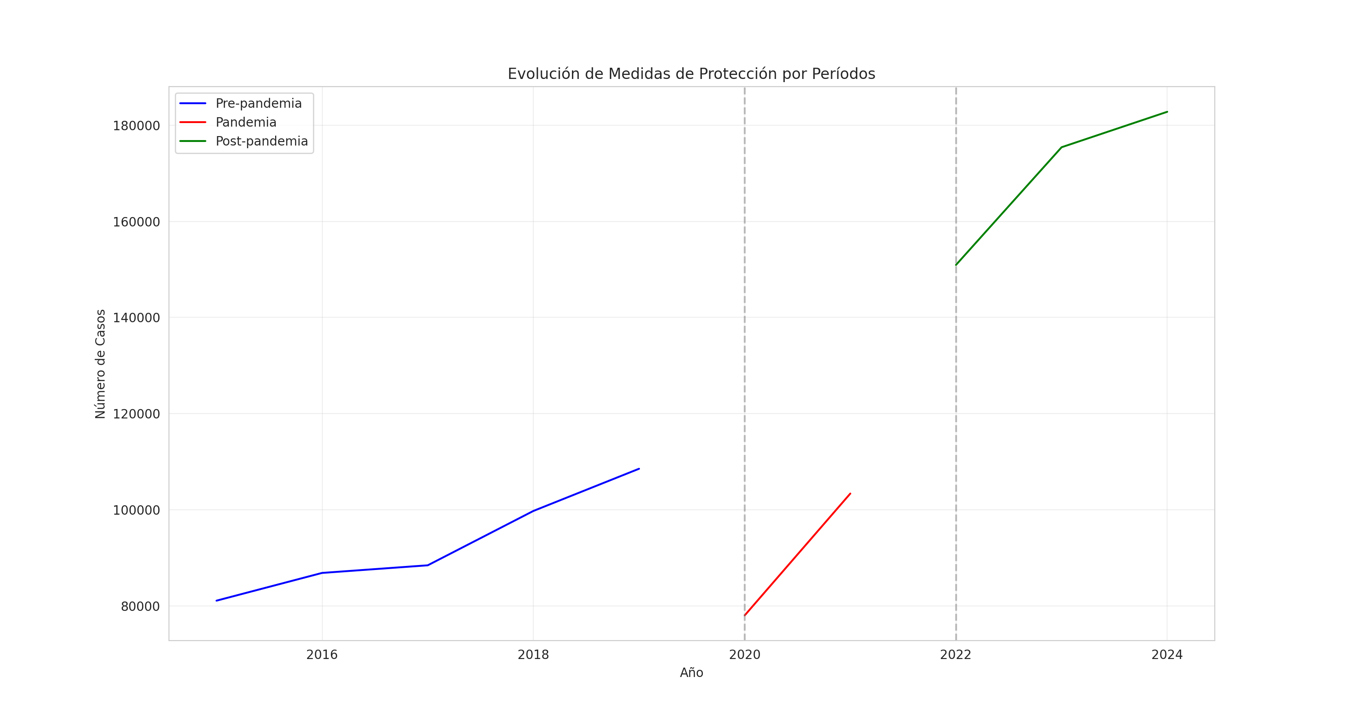 Evolución de Medidas de Protección por Períodos
Pre-pandemia
Pandemia
Post-pandemia
180000
160000
140000
120000
100000
80000
Número de Casos
2016
2018
2020
2022
2024
Año